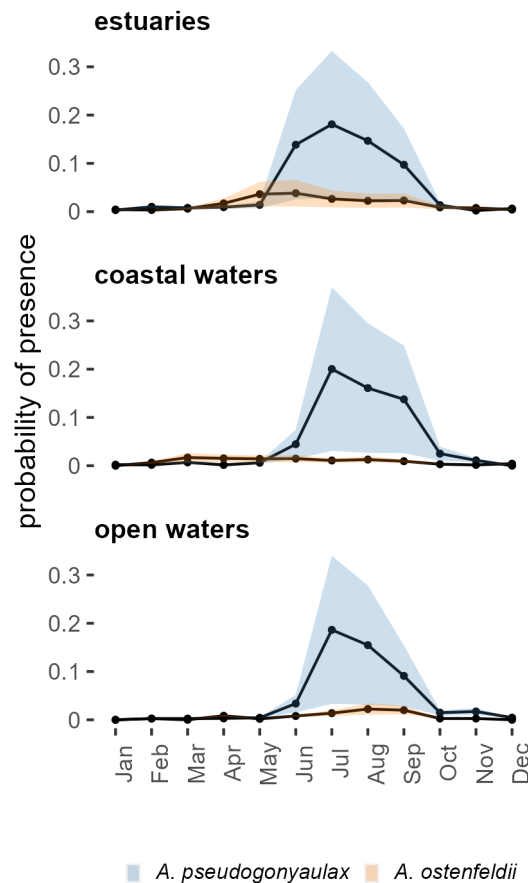 estuaries
0.3
0.2
0.1
0
coastal waters
0.3
0.2
0.1
0
open waters
0.3
0.2
0.1
0
probability of presence
Jan
Feb
Mar
Apr
May
Jun
Jul
Aug
Sep
Oct
Nov
Dec
A. pseudogonyaulax A. ostenfeldii